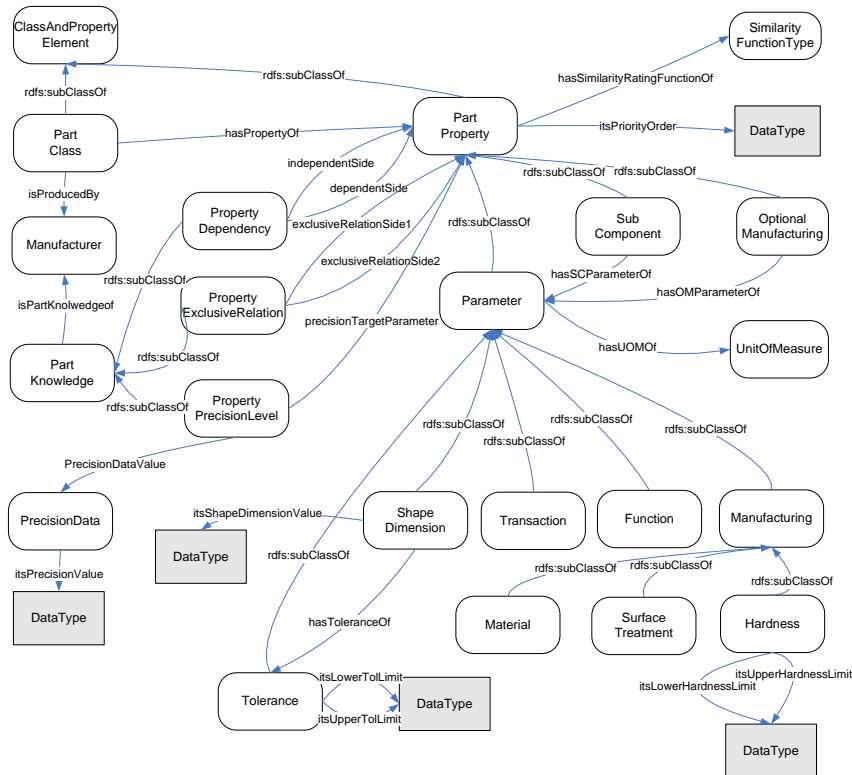 ClassAndProperty
Element
Similarity
FunctionType
rdfs:subClassOf
hasSimilarityRatingFunctionOf
rdfs:subClassOf
Part
Class
hasPropertyOf
Part
Property
itsPriorityOrder
DataType
independentSide
dependentSide
rdfs:subClassOf
rdfs:subClassOf
isProducedBy
Manufacturer
Property
Dependency
exclusiveRelationSide1
rdfs:subClassOf
Sub
Component
Optional
Manufacturing
rdfs:subClassOf
exclusiveRelationSide2
hasSCParameterOf
hasOMParameterOf
isPartKnolwedgeof
Property
ExclusiveRelation
precisionTargetParameter
Parameter
hasUOMOf
UnitOfMeasure
rdfs:subClassOf
Part
Knowledge
rdfs:subClassOf
Property
PrecisionLevel
rdfs:subClassOf
rdfs:subClassOf
rdfs:subClassOf
rdfs:subClassOf
PrecisionDataValue
PrecisionData
itsShapeDimensionValue
Shape
Dimension
Transaction
Function
Manufacturing
DataType
rdfs:subClassOf
itsPrecisionValue
DataType
rdfs:subClassOf
rdfs:subClassOf
rdfs:subClassOf
hasToleranceOf
Material
Surface
Treatment
Hardness
itsLowerTolLimit
Tolerance
DataType
itsUpperTolLimit
itsUpperHardnessLimit
itsLowerHardnessLimit
DataType